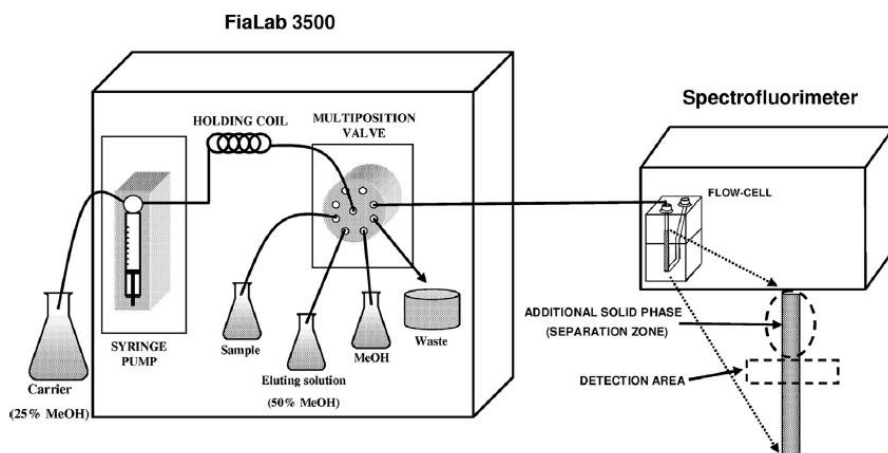 FiaLab 3500
Spectrofluorimeter
HOLDING COIL
MULTIPOSITION
VALVE
FLOW-CELL
SYRINGE
PUMP
Carrier
(25% MeOH)
Sample
Eluting solution
(50% MeOH)
MeOH
Waste
ADDITIONAL SOLID PHASE
(SEPARATION ZONE)
DETECTION AREA